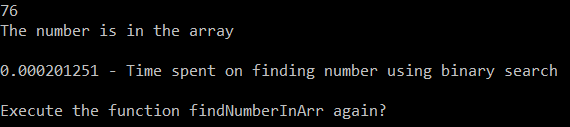 76
The number is in the array
0.000201251 - Time spent on finding number using binary search
Execute the function findNumberInArr again?